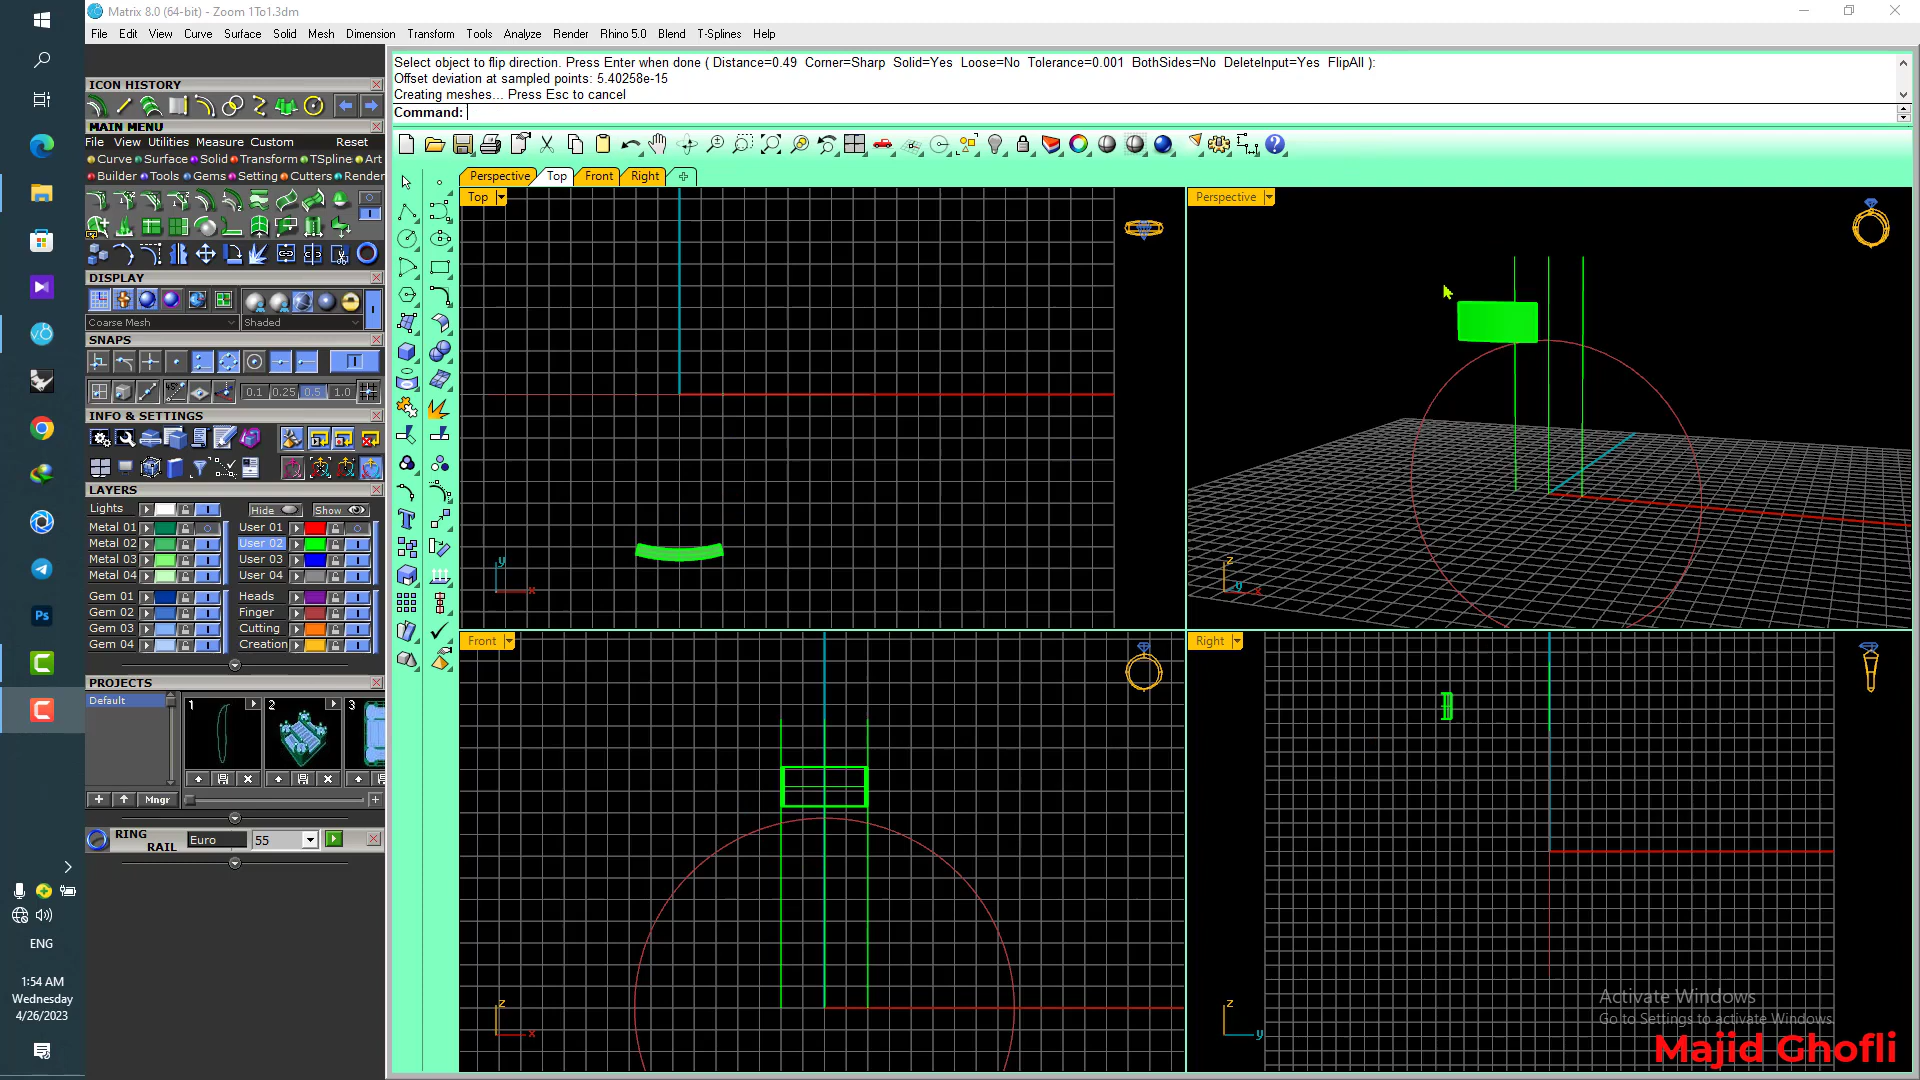 Matrix 8.0 (64-bit) - Zoom 1To1.3dm
File Edit View Curve Surface Solid Mesh Dimension Transform Tools Analyze Render Rhino 5.0 Blend T-Splines Help
Select object to flip direction. Press Enter when done ( Distance=0.49 Corner=Sharp Solid=Yes Loose=No Tolerance=0.001 BothSides=No DeleteInput=Yes FlipAll ):
Offset deviation at sampled points: 5.40258e-15
Creating meshes... Press Esc to cancel
Command:
ICON HISTORY
MAIN MENU
File View Utilities Measure Custom Reset
Curve Surface Solid Transform TSpline Art
Builder Tools Gems Setting Cutters Render
DISPLAY
Coarse Mesh Shaded
SNAPS
0.1 0.25 0.5 1.0
INFO & SETTINGS
LAYERS
Lights Hide Show
Metal 01 User 01
Metal 02 User 02
Metal 03 User 03
Metal 04 User 04
Gem 01 Heads
Gem 02 Finger
Gem 03 Cutting
Gem 04 Creation
PROJECTS
Default
1 2 3
Mngr
RING RAIL Euro 55
Perspective Top Front Right
Top
Perspective
Front
Right
y x
z y x
z x
z y
ENG
1:54 AM
Wednesday
4/26/2023
Activate Windows
Go to Settings to activate Windows.
Majid Ghofli